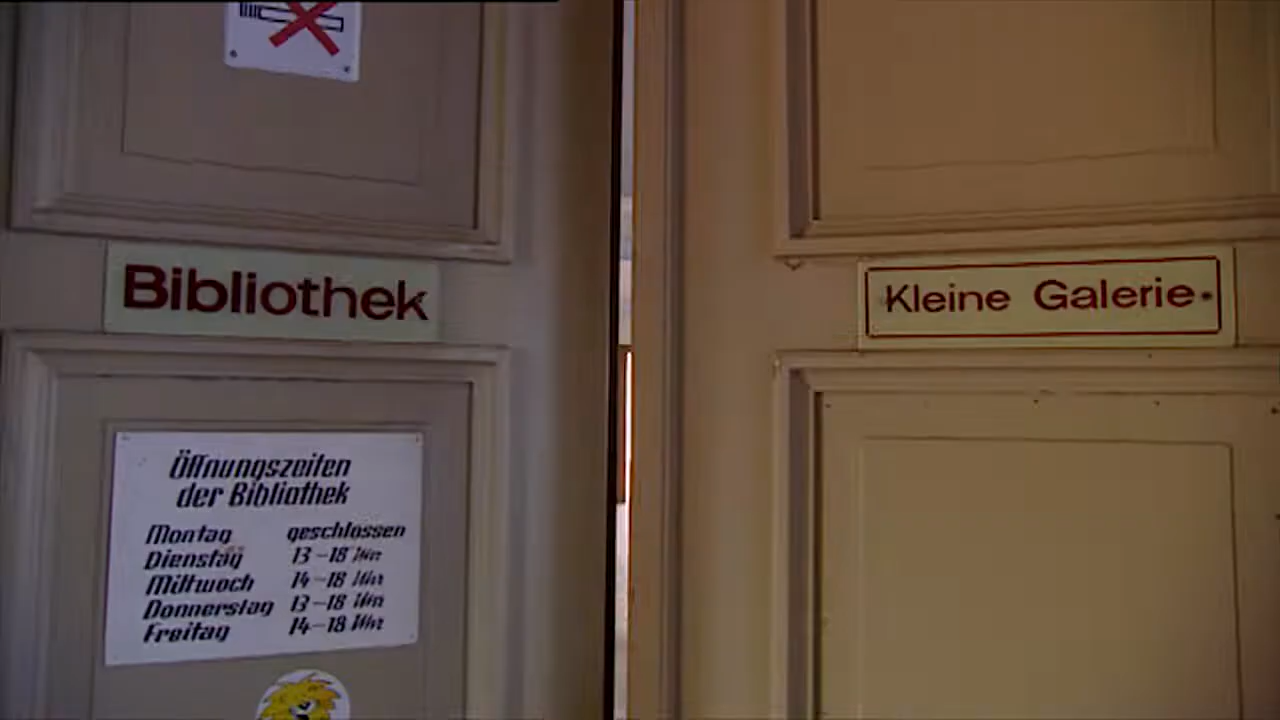 Bibliothek
Kleine Galerie
Öffnungszeiten
der Bibliothek
Montag geschlossen
Dienstag 13-18 Uhr
Mittwoch 14-18 Uhr
Donnerstag 13-18 Uhr
Freitag 14-18 Uhr